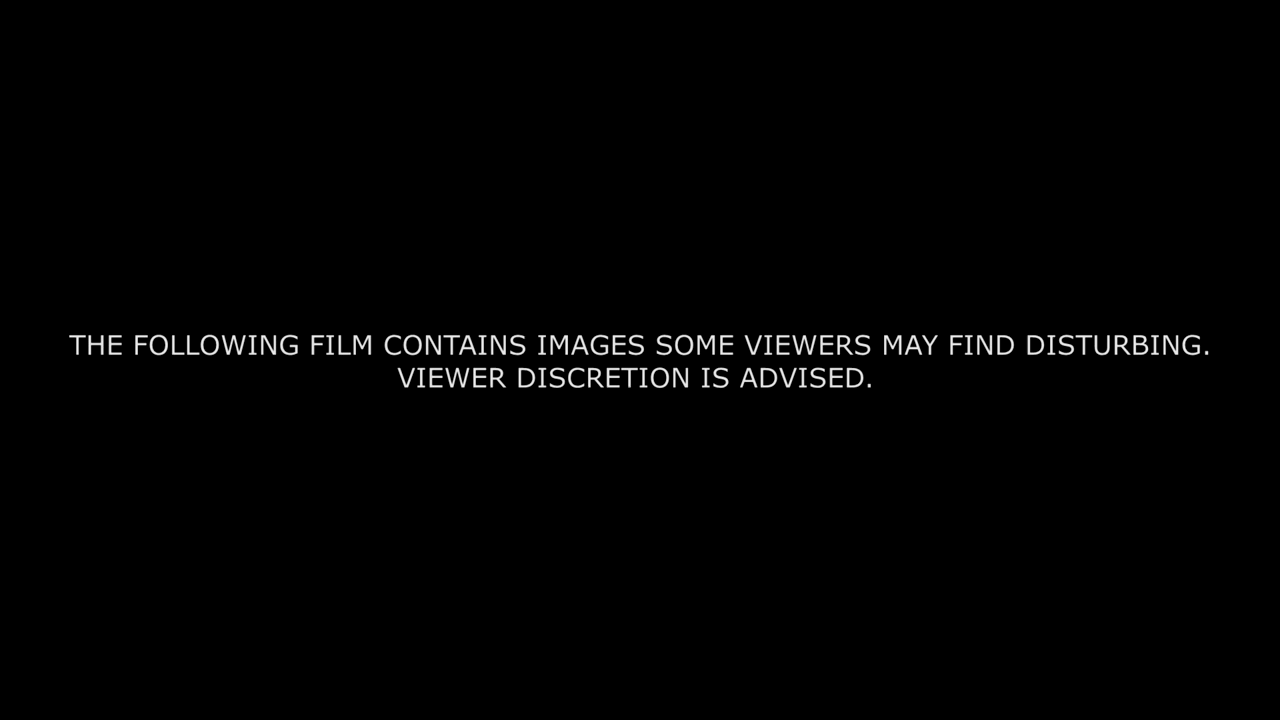 THE FOLLOWING FILM CONTAINS IMAGES SOME VIEWERS MAY FIND DISTURBING.
VIEWER DISCRETION IS ADVISED.